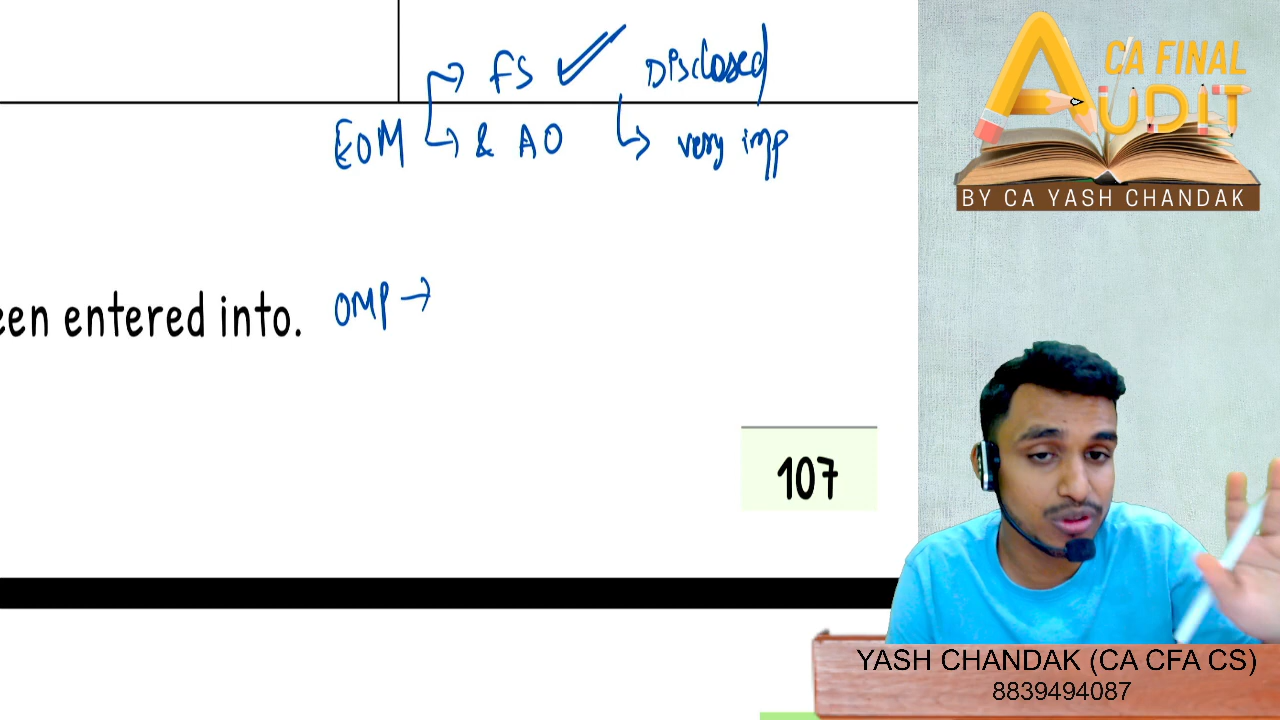 FS ✓ Disclosed
EOM & AO very imp
een entered into. OMP →
107
CA FINAL
AUDIT
BY CA YASH CHANDAK
YASH CHANDAK (CA CFA CS)
8839494087